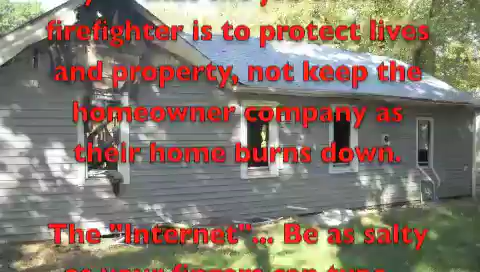 firefighter is to protect lives
and property, not keep the
homeowner company as
their home burns down.
The "Internet"... Be as salty